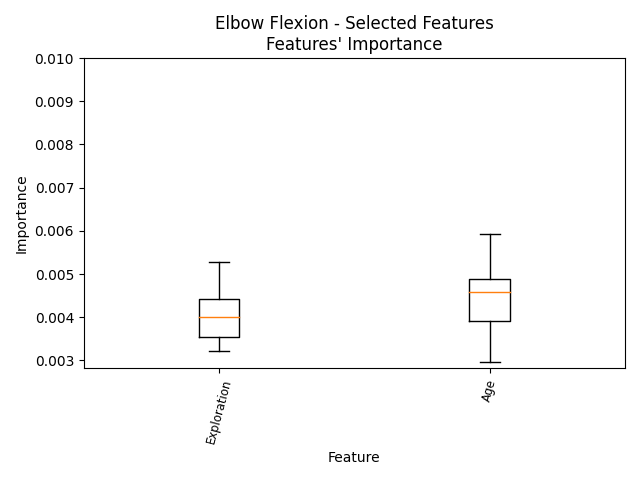 Elbow Flexion - Selected Features
Features' Importance
0.010
0.009
0.008
0.007
0.006
0.005
0.004
0.003
Importance
Exploration
Age
Feature